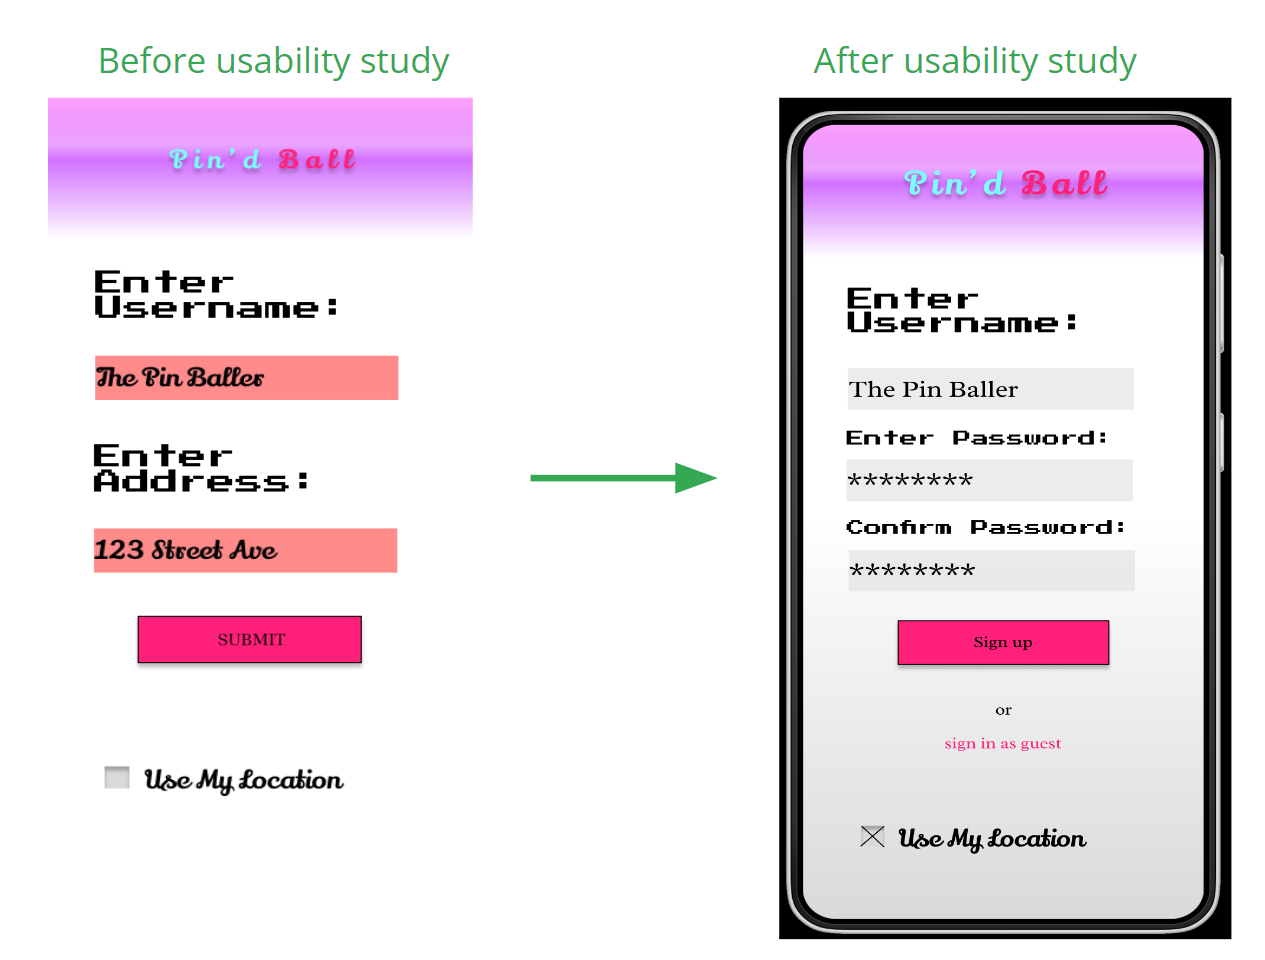 Before usability study
Pin'd Ball
Enter
Username:
The Pin Baller
Enter
Address:
123 Street Ave
SUBMIT
Use My Location
After usability study
Pin'd Ball
Enter
Username:
The Pin Baller
Enter Password:
********
Confirm Password:
********
Sign up
or
sign in as guest
Use My Location